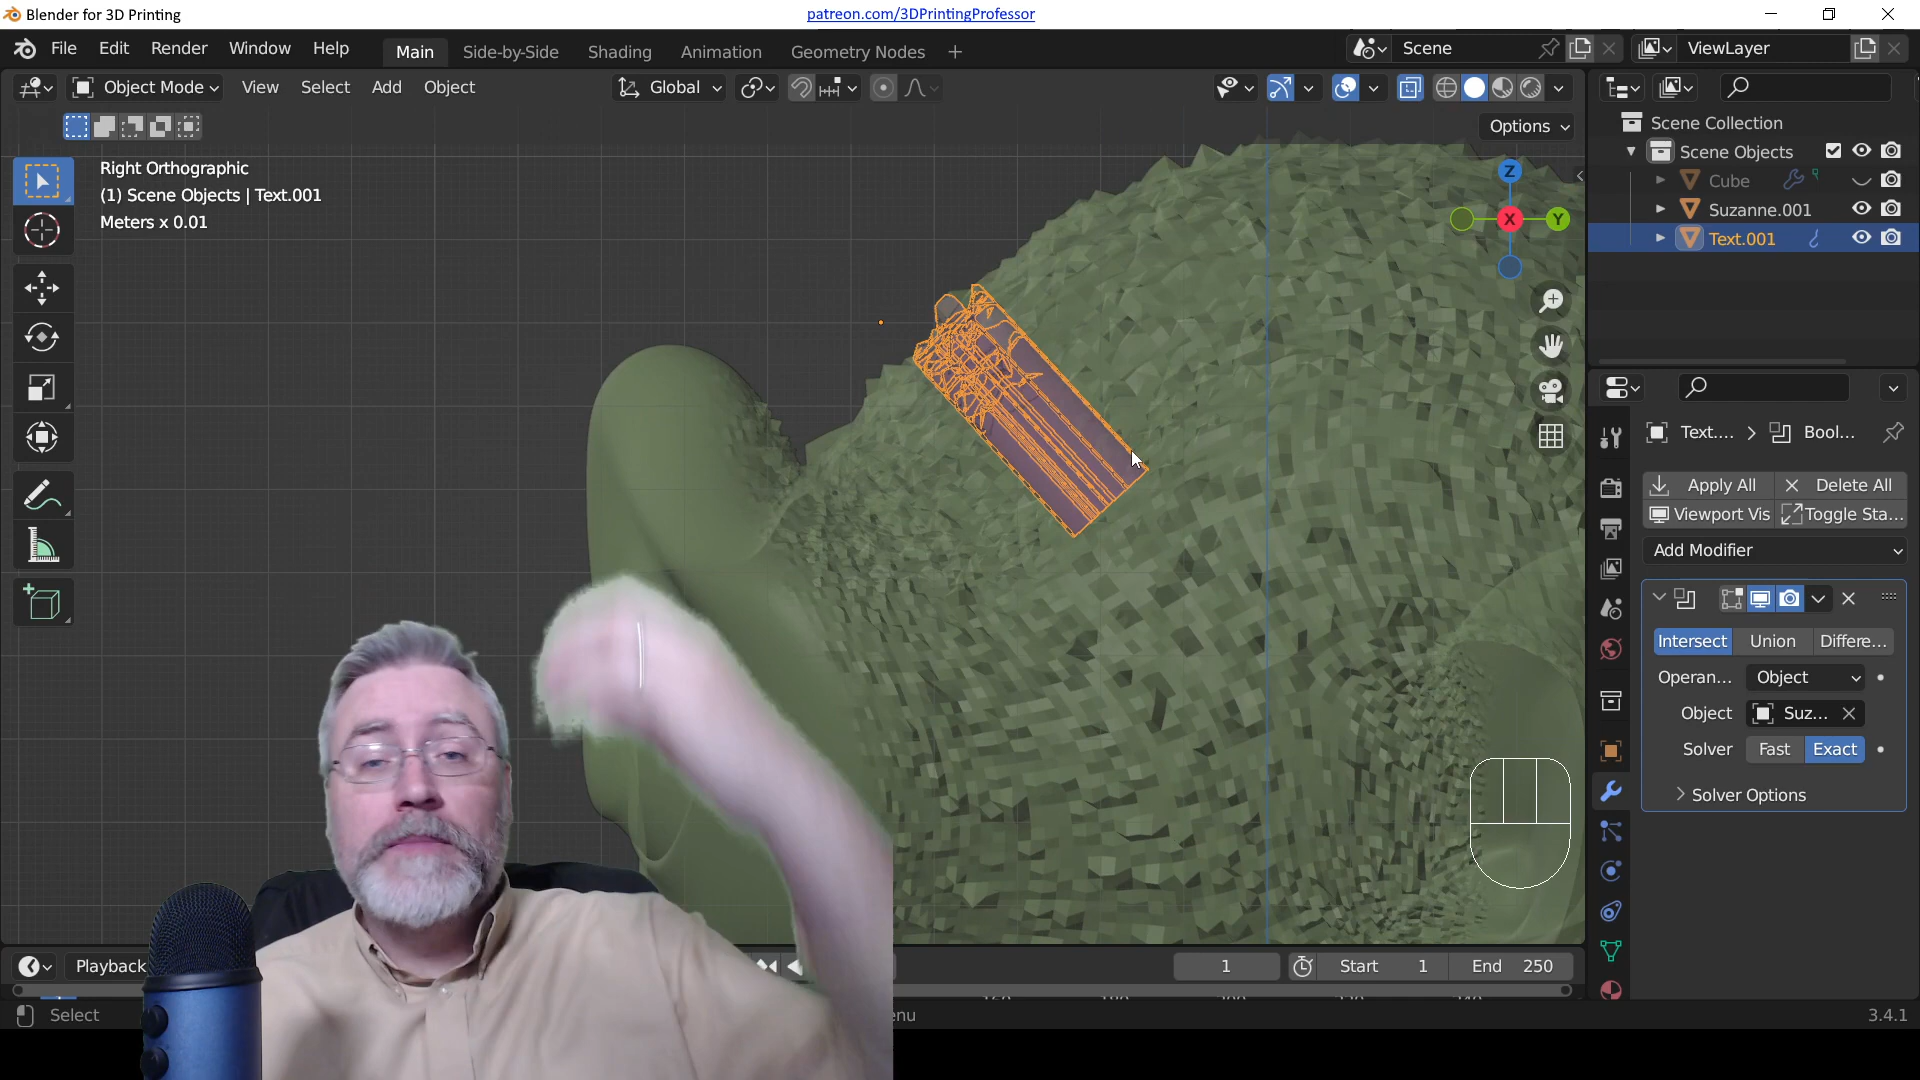 Blender for 3D Printing
patreon.com/3DPrintingProfessor
File Edit Render Window Help
Main Side-by-Side Shading Animation Geometry Nodes +
Scene
ViewLayer
Object Mode View Select Add Object
Global
Options
Right Orthographic
(1) Scene Objects | Text.001
Meters x 0.01
Z
X
Y
Scene Collection
Scene Objects
Cube
Suzanne.001
Text.001
Text.... > Bool...
Apply All Delete All
Viewport Vis Toggle Sta...
Add Modifier
Intersect Union Differe...
Operan... Object
Object Suz...
Solver Fast Exact
Solver Options
Playback
1 Start 1 End 250
Select
enu
3.4.1